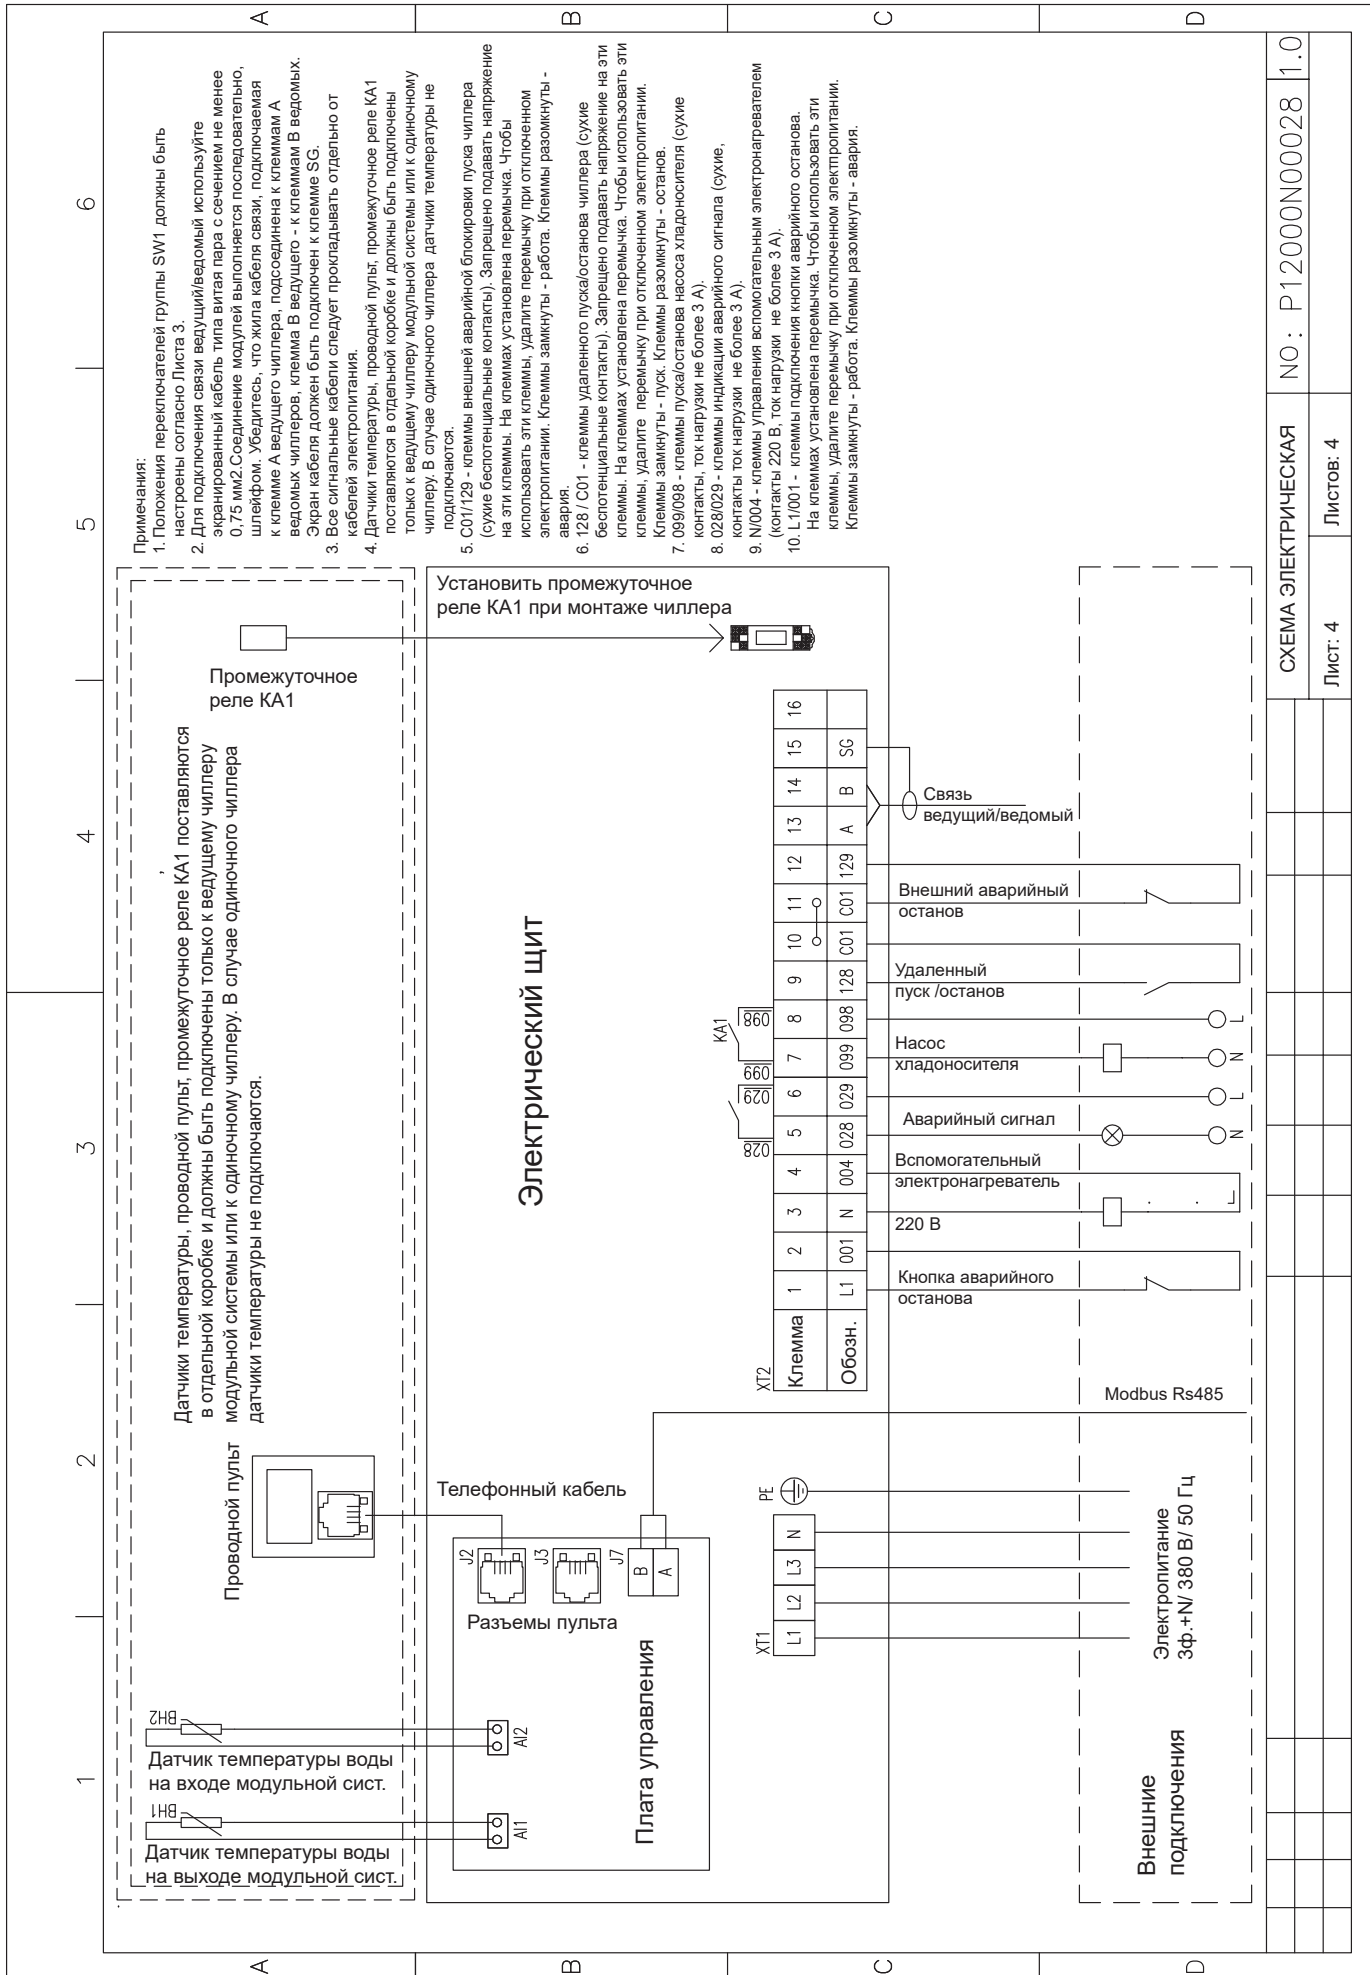 1
2
3
4
5
6
A
B
C
D
A
B
C
D
Примечания:
1. Положения переключателей группы SW1 должны быть
настроены согласно Листа 3.
2. Для подключения связи ведущий/ведомый используйте
экранированный кабель типа витая пара с сечением не менее
0,75 мм2.Соединение модулей выполняется последовательно,
шлейфом. Убедитесь, что жила кабеля связи, подключаемая
к клемме A ведущего чиллера, подсоединена к клеммам A
ведомых чиллеров, клемма B ведущего - к клеммам B ведомых.
Экран кабеля должен быть подключен к клемме SG.
3. Все сигнальные кабели следует прокладывать отдельно от
кабелей электропитания.
4. Датчики температуры, проводной пульт, промежуточное реле KA1
поставляются в отдельной коробке и должны быть подключены
только к ведущему чиллеру модульной системы или к одиночному
чиллеру. В случае одиночного чиллера датчики температуры не
подключаются.
5. C01/129 - клеммы внешней аварийной блокировки пуска чиллера
(сухие беспотенциальные контакты). Запрещено подавать напряжение
на эти клеммы. На клеммах установлена перемычка. Чтобы
использовать эти клеммы, удалите перемычку при отключенном
электропитании. Клеммы замкнуты - работа. Клеммы разомкнуты -
авария.
6. 128 / C01 - клеммы удаленного пуска/останова чиллера (сухие
беспотенциальные контакты). Запрещено подавать напряжение на эти
клеммы. На клеммах установлена перемычка. Чтобы использовать эти
клеммы, удалите перемычку при отключенном электпропитании.
Клеммы замкнуты - пуск. Клеммы разомкнуты - останов.
7. 099/098 - клеммы пуска/останова насоса хладоносителя (сухие
контакты, ток нагрузки не более 3 А).
8. 028/029 - клеммы индикации аварийного сигнала (сухие,
контакты ток нагрузки не более 3 А).
9. N/004 - клеммы управления вспомогательным электронагревателем
(контакты 220 В, ток нагрузки не более 3 А).
10. L1/001 - клеммы подключения кнопки аварийного останова.
На клеммах установлена перемычка. Чтобы использовать эти
клеммы, удалите перемычку при отключенном электпропитании.
Клеммы замкнуты - работа. Клеммы разомкнуты - авария.
Промежуточное
реле KA1
Датчики температуры, проводной пульт, промежуточное реле KA1 поставляются
в отдельной коробке и должны быть подключены только к ведущему чиллеру
модульной системы или к одиночному чиллеру. В случае одиночного чиллера
датчики температуры не подключаются.
Проводной пульт
BH2
Датчик температуры воды
на входе модульной сист.
BH1
Датчик температуры воды
на выходе модульной сист.
Установить промежуточное
реле KA1 при монтаже чиллера
Электрический щит
Телефонный кабель
J2
J3
J7
B
A
Разъемы пульта
AI2
AI1
Плата управления
XT1
L1
L2
L3
N
PE
XT2
Клемма
1
2
3
4
5
6
7
8
9
10
11
12
13
14
15
16
Обозн.
L1
001
N
004
028
029
099
098
128
C01
C01
129
A
B
SG
028
029
099
098
KA1
Связь
ведущий/ведомый
Внешний аварийный
останов
Удаленный
пуск /останов
Насос
хладоносителя
Аварийный сигнал
Вспомогательный
электронагреватель
220 В
Кнопка аварийного
останова
L
N
L
N
L
Modbus Rs485
Электропитание
3ф.+N/ 380 В/ 50 Гц
Внешние
подключения
СХЕМА ЭЛЕКТРИЧЕСКАЯ
NO: P12000N00028
1.0
Лист: 4
Листов: 4